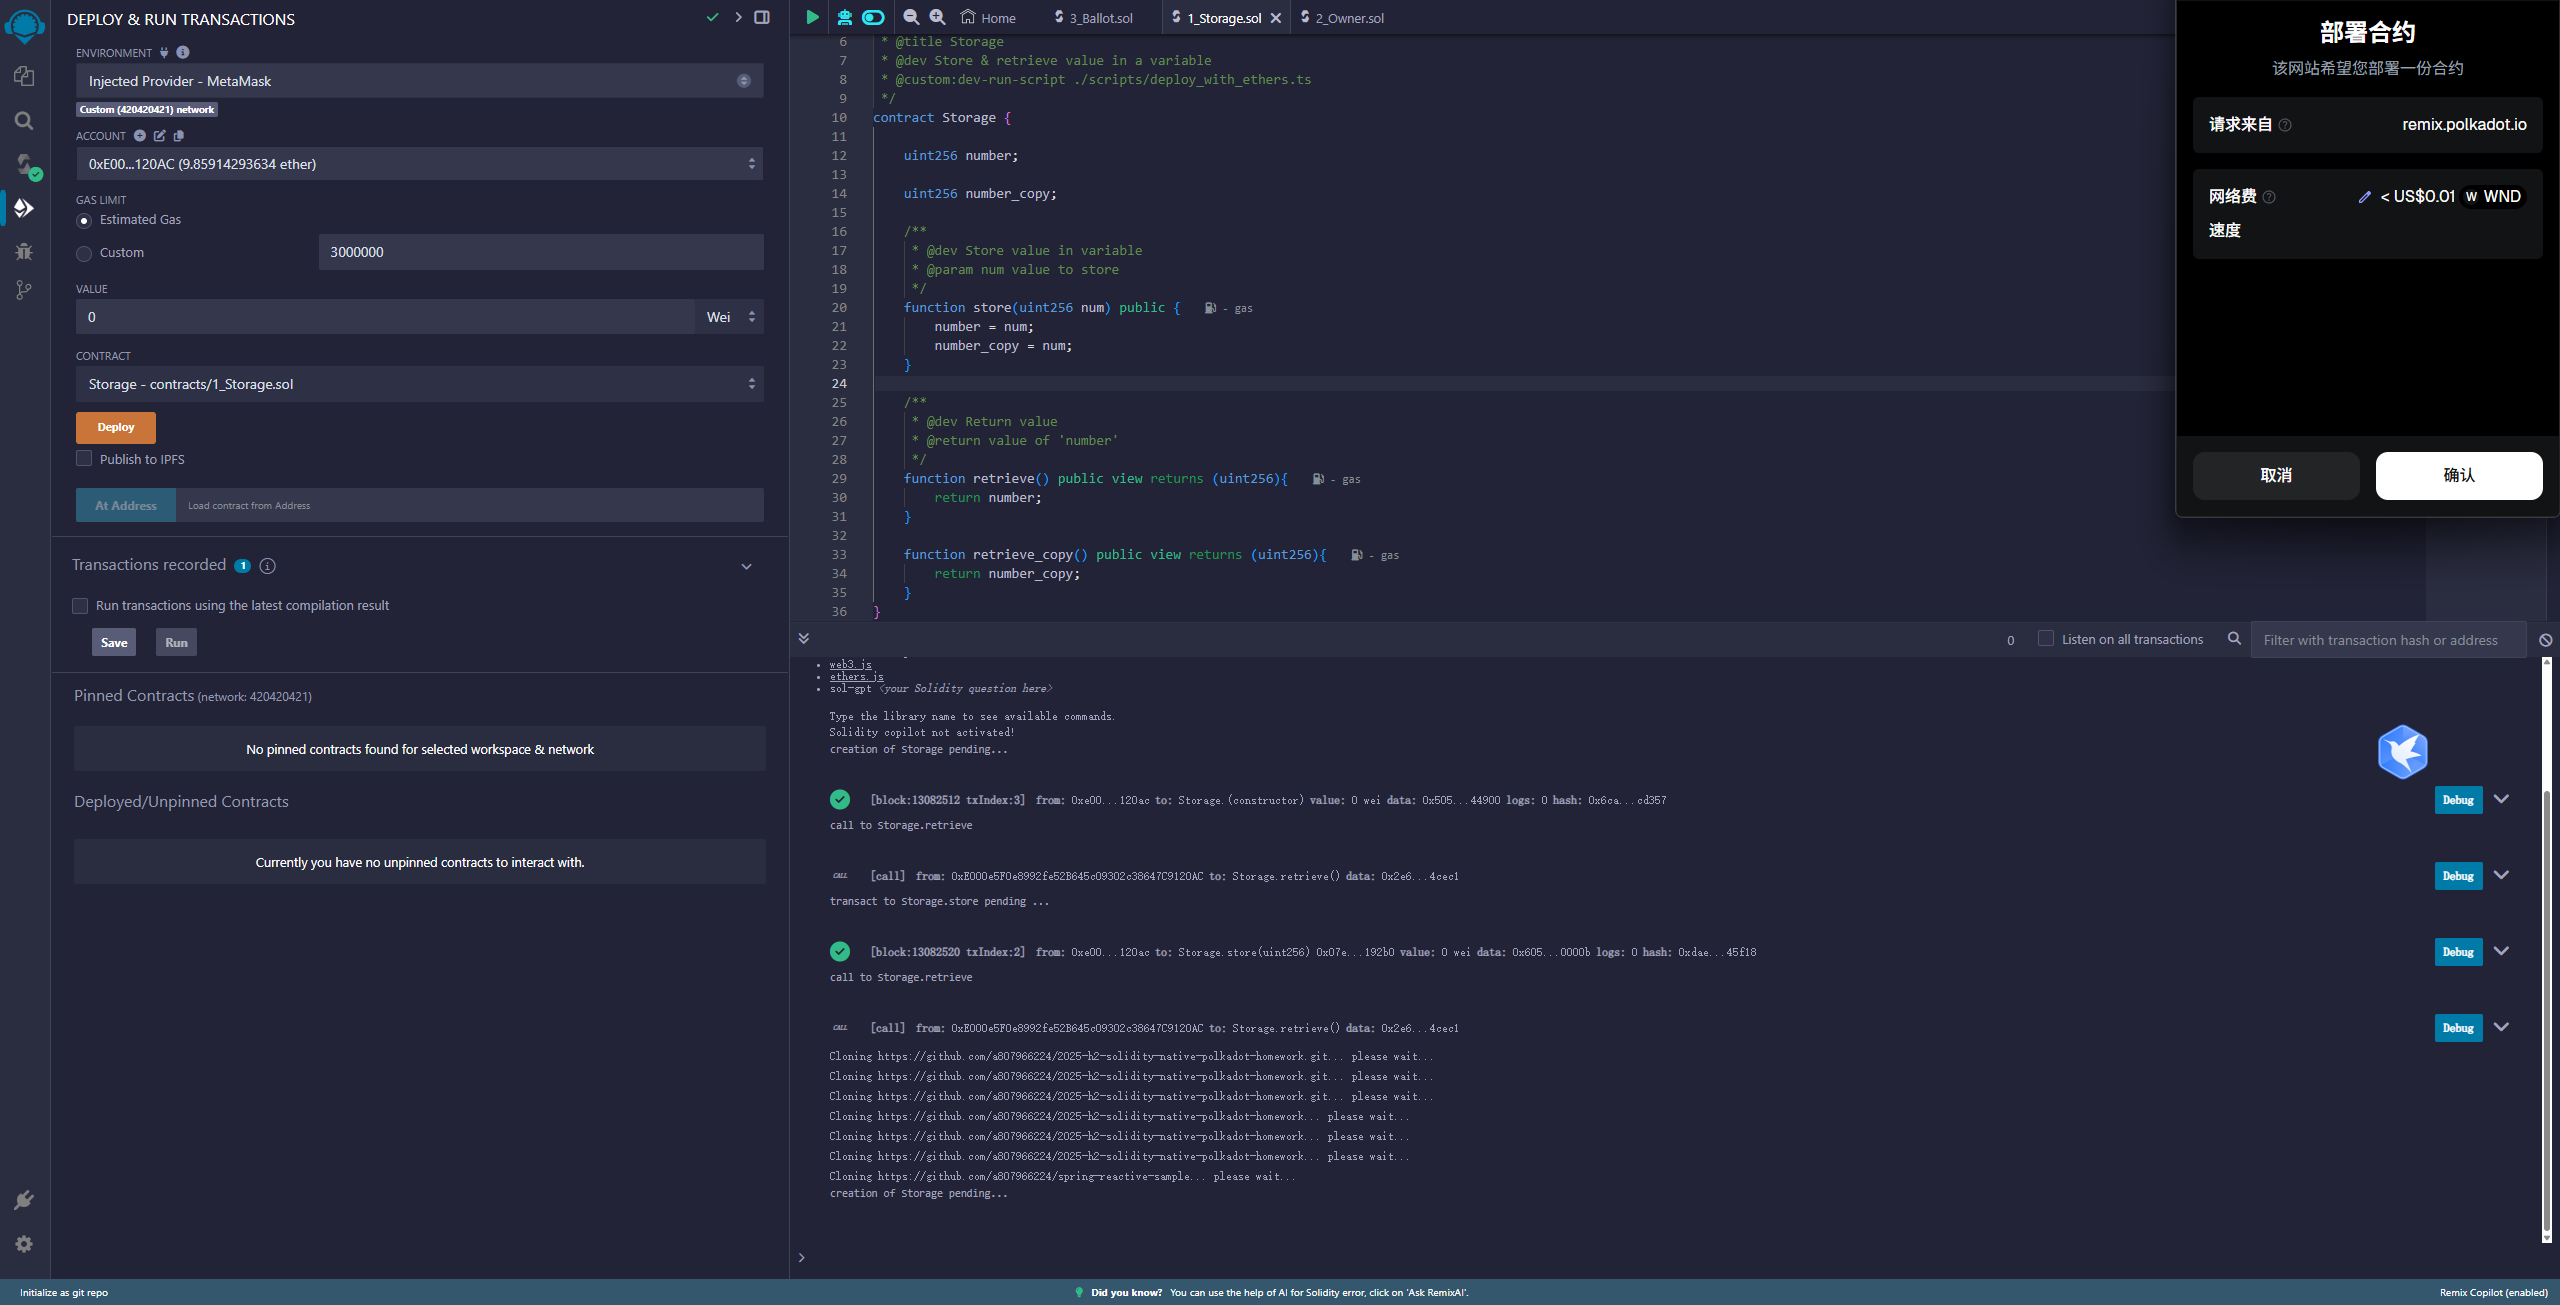 DEPLOY & RUN TRANSACTIONS
ENVIRONMENT
Injected Provider - MetaMask
Custom (420420421) network
ACCOUNT
0xE00...120AC (9.85914293634 ether)
GAS LIMIT
Estimated Gas
Custom
3000000
VALUE
0
Wei
CONTRACT
Storage - contracts/1_Storage.sol
Deploy
Publish to IPFS
At Address
Load contract from Address
Transactions recorded 1
Run transactions using the latest compilation result
Save
Run
Pinned Contracts (network: 420420421)
No pinned contracts found for selected workspace & network
Deployed/Unpinned Contracts
Currently you have no unpinned contracts to interact with.
Home
3_Ballot.sol
1_Storage.sol
2_Owner.sol
6 * @title Storage
7 * @dev Store & retrieve value in a variable
8 * @custom:dev-run-script ./scripts/deploy_with_ethers.ts
9 */
10 contract Storage {
11
12 uint256 number;
13
14 uint256 number_copy;
15
16 /**
17 * @dev Store value in variable
18 * @param num value to store
19 */
20 function store(uint256 num) public { - gas
21 number = num;
22 number_copy = num;
23 }
24
25 /**
26 * @dev Return value
27 * @return value of 'number'
28 */
29 function retrieve() public view returns (uint256){ - gas
30 return number;
31 }
32
33 function retrieve_copy() public view returns (uint256){ - gas
34 return number_copy;
35 }
36 }
部署合约
该网站希望您部署一份合约
请求来自
remix.polkadot.io
网络费
< US$0.01 W WND
速度
取消
确认
0
Listen on all transactions
Filter with transaction hash or address
web3.js
ethers.js
sol-gpt <your Solidity question here>
Type the library name to see available commands.
Solidity copilot not activated!
creation of Storage pending...
[block:13082512 txIndex:3] from: 0xe00...120ac to: Storage.(constructor) value: 0 wei data: 0x505...44900 logs: 0 hash: 0x6ca...cd357
Debug
call to Storage.retrieve
CALL [call] from: 0xE000e5F0e8992fe52B645c09302c38647C9120AC to: Storage.retrieve() data: 0x2e6...4cec1
Debug
transact to Storage.store pending ...
[block:13082520 txIndex:2] from: 0xe00...120ac to: Storage.store(uint256) 0x07e...192b0 value: 0 wei data: 0x605...0000b logs: 0 hash: 0xdae...45f18
Debug
call to Storage.retrieve
CALL [call] from: 0xE000e5F0e8992fe52B645c09302c38647C9120AC to: Storage.retrieve() data: 0x2e6...4cec1
Debug
Cloning https://github.com/a807966224/2025-h2-solidity-native-polkadot-homework.git... please wait...
Cloning https://github.com/a807966224/2025-h2-solidity-native-polkadot-homework.git... please wait...
Cloning https://github.com/a807966224/2025-h2-solidity-native-polkadot-homework.git... please wait...
Cloning https://github.com/a807966224/2025-h2-solidity-native-polkadot-homework... please wait...
Cloning https://github.com/a807966224/2025-h2-solidity-native-polkadot-homework... please wait...
Cloning https://github.com/a807966224/2025-h2-solidity-native-polkadot-homework... please wait...
Cloning https://github.com/a807966224/spring-reactive-sample... please wait...
creation of Storage pending...
>
Initialize as git repo
Did you know? You can use the help of AI for Solidity error, click on 'Ask RemixAI'.
Remix Copilot (enabled)